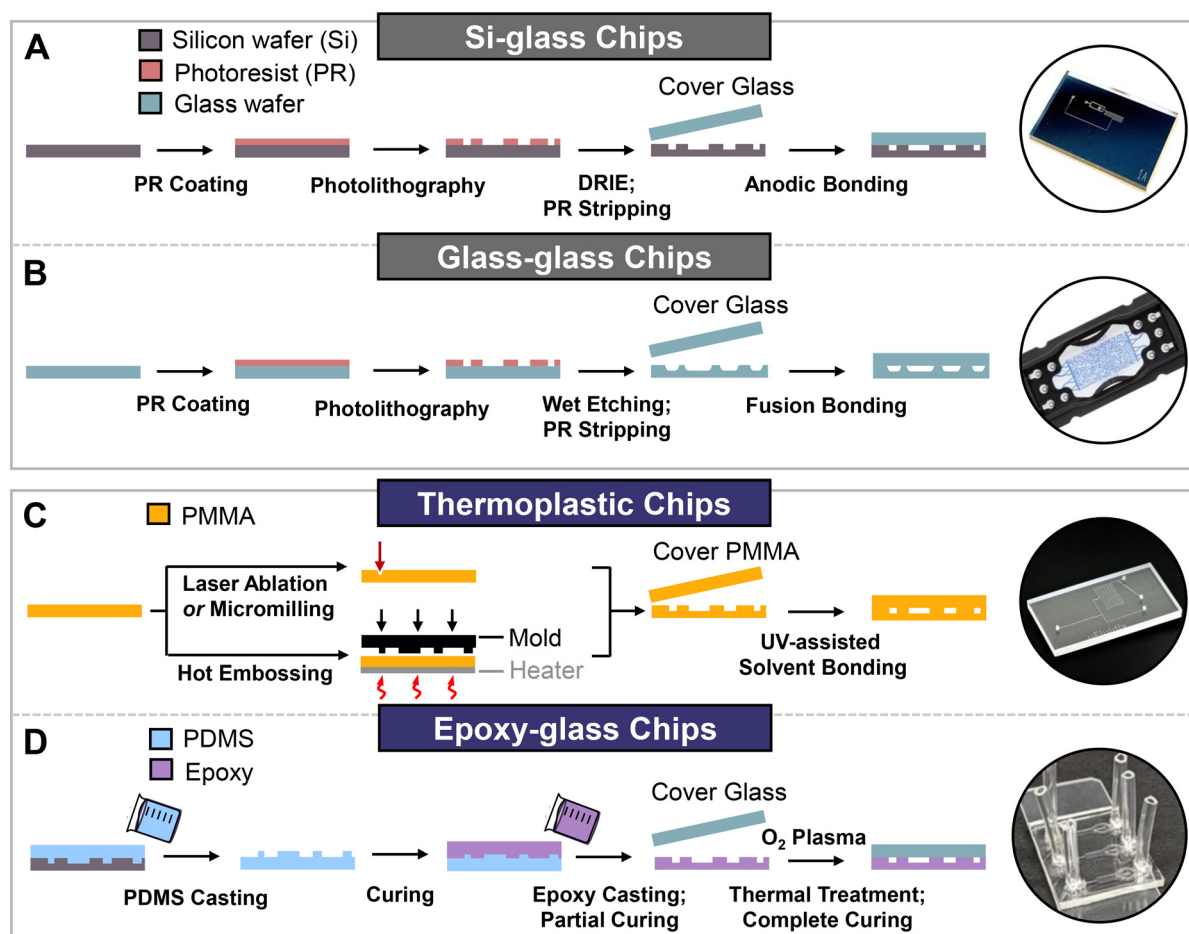 A
Si-glass Chips
Silicon wafer (Si)
Photoresist (PR)
Glass wafer
Cover Glass
PR Coating
Photolithography
DRIE;
PR Stripping
Anodic Bonding
1A
B
Glass-glass Chips
Cover Glass
PR Coating
Photolithography
Wet Etching;
PR Stripping
Fusion Bonding
C
Thermoplastic Chips
PMMA
Cover PMMA
Laser Ablation
or Micromilling
Mold
Hot Embossing
Heater
UV-assisted
Solvent Bonding
D
Epoxy-glass Chips
PDMS
Epoxy
Cover Glass
O2 Plasma
PDMS Casting
Curing
Epoxy Casting;
Partial Curing
Thermal Treatment;
Complete Curing